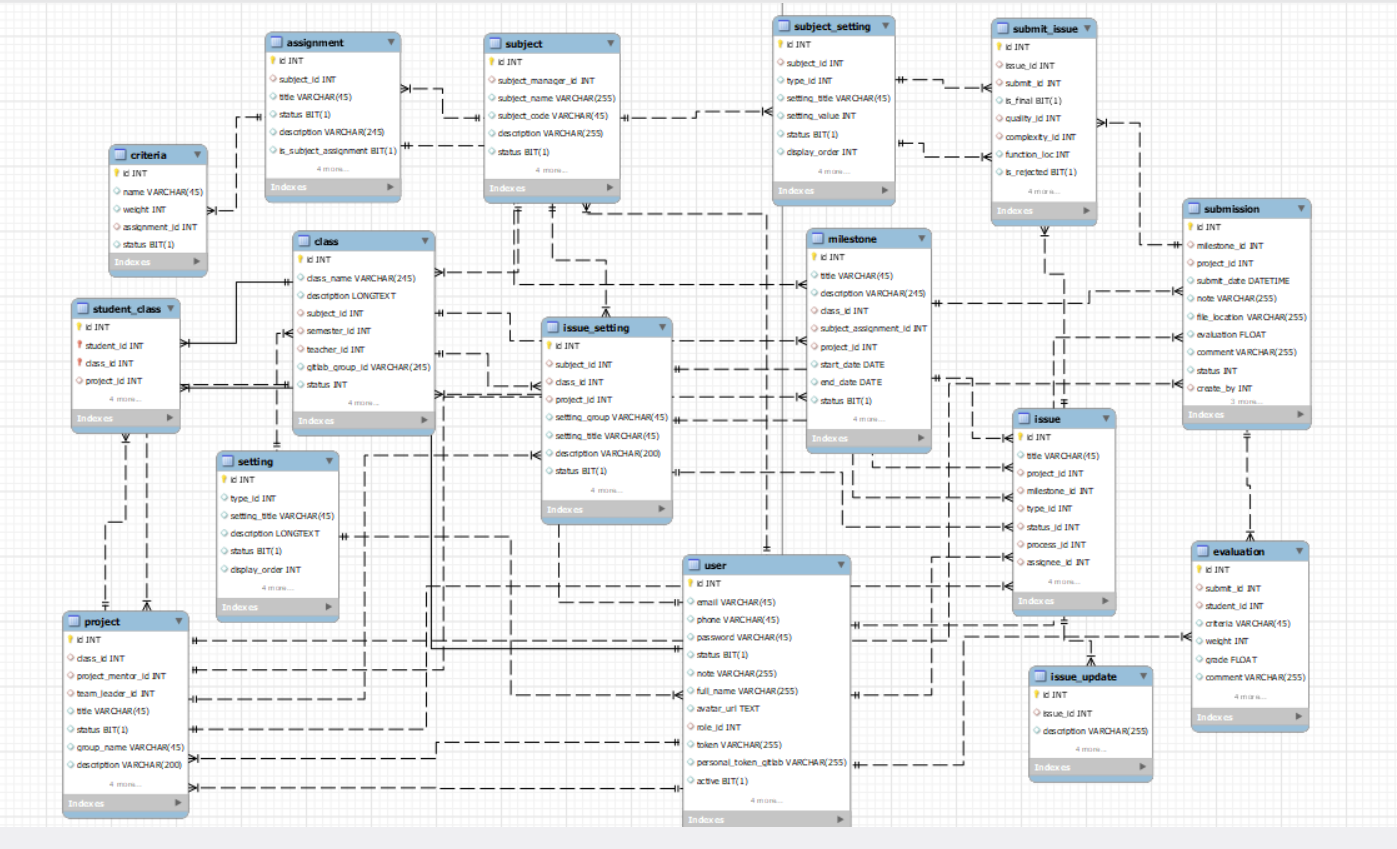 assignment
id INT
subject_id INT
title VARCHAR(45)
status BIT(1)
description VARCHAR(245)
is_subject_assignment BIT(1)
4 more...
Indexes
subject
id INT
subject_manager_id INT
subject_name VARCHAR(255)
subject_code VARCHAR(45)
description VARCHAR(255)
status BIT(1)
4 more...
Indexes
subject_setting
id INT
subject_id INT
type_id INT
setting_title VARCHAR(45)
setting_value INT
status BIT(1)
display_order INT
4 more...
Indexes
submit_issue
id INT
issue_id INT
submit_id INT
is_final BIT(1)
quality_id INT
complexity_id INT
function_loc INT
is_rejected BIT(1)
4 more...
Indexes
criteria
id INT
name VARCHAR(45)
weight INT
assignment_id INT
status BIT(1)
Indexes
class
id INT
class_name VARCHAR(245)
description LONGTEXT
subject_id INT
semester_id INT
teacher_id INT
gitlab_group_id VARCHAR(245)
status INT
4 more...
Indexes
milestone
id INT
title VARCHAR(45)
description VARCHAR(245)
class_id INT
subject_assignment_id INT
project_id INT
start_date DATE
end_date DATE
status BIT(1)
4 more...
Indexes
submission
id INT
milestone_id INT
project_id INT
submit_date DATETIME
note VARCHAR(255)
file_location VARCHAR(255)
evaluation FLOAT
comment VARCHAR(255)
status INT
create_by INT
3 more...
Indexes
student_class
id INT
student_id INT
class_id INT
project_id INT
4 more...
Indexes
issue_setting
id INT
subject_id INT
class_id INT
project_id INT
setting_group VARCHAR(45)
setting_title VARCHAR(45)
description VARCHAR(200)
status BIT(1)
4 more...
Indexes
issue
id INT
title VARCHAR(45)
project_id INT
milestone_id INT
type_id INT
status_id INT
process_id INT
assignee_id INT
4 more...
Indexes
setting
id INT
type_id INT
setting_title VARCHAR(45)
description LONGTEXT
status BIT(1)
display_order INT
4 more...
Indexes
user
id INT
email VARCHAR(45)
phone VARCHAR(45)
password VARCHAR(45)
status BIT(1)
note VARCHAR(255)
full_name VARCHAR(255)
avatar_url TEXT
role_id INT
token VARCHAR(255)
personal_token_gitlab VARCHAR(255)
active BIT(1)
4 more...
Indexes
evaluation
id INT
submit_id INT
student_id INT
criteria VARCHAR(45)
weight INT
grade FLOAT
comment VARCHAR(255)
4 more...
Indexes
project
id INT
class_id INT
project_mentor_id INT
team_leader_id INT
title VARCHAR(45)
status BIT(1)
group_name VARCHAR(45)
description VARCHAR(200)
4 more...
Indexes
issue_update
id INT
issue_id INT
description VARCHAR(255)
4 more...
Indexes